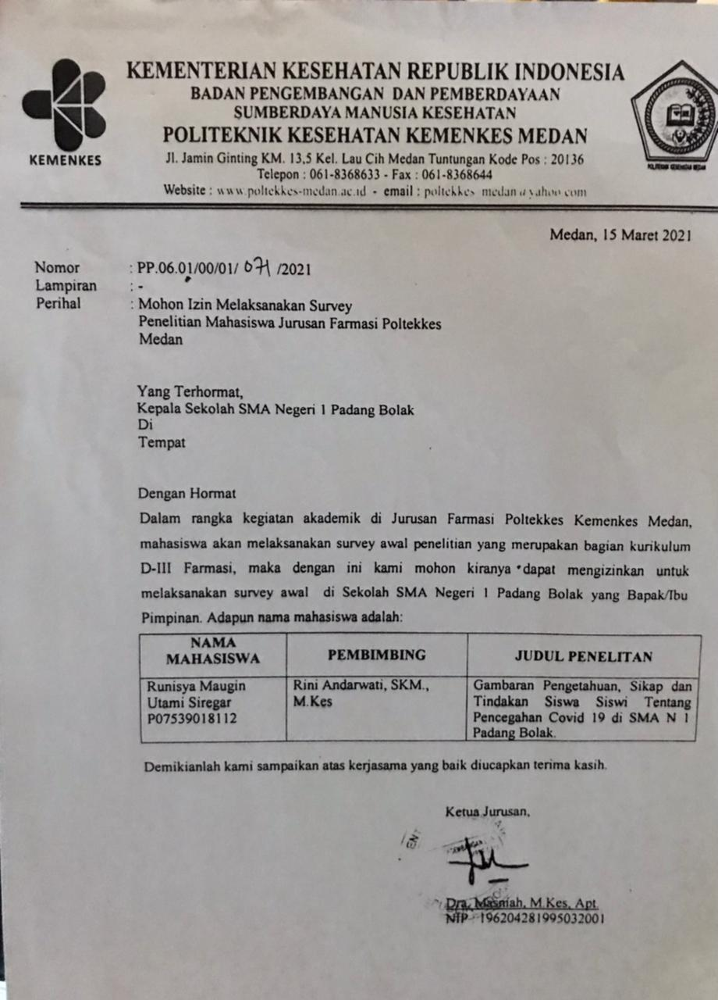 KEMENTERIAN KESEHATAN REPUBLIK INDONESIA
BADAN PENGEMBANGAN DAN PEMBERDAYAAN
SUMBERDAYA MANUSIA KESEHATAN
POLITEKNIK KESEHATAN KEMENKES MEDAN
KEMENKES
Jl. Jamin Ginting KM. 13,5 Kel. Lau Cih Medan Tuntungan Kode Pos : 20136
Telepon : 061-8368633 - Fax : 061-8368644
Website : www.poltekkes-medan.ac.id - email : poltekkes_medan@yahoo.com
POLITEKNIK KESEHATAN MEDAN
Medan, 15 Maret 2021
Nomor : PP.06.01/00/01/ 071 /2021
Lampiran : -
Perihal : Mohon Izin Melaksanakan Survey
Penelitian Mahasiswa Jurusan Farmasi Poltekkes
Medan
Yang Terhormat,
Kepala Sekolah SMA Negeri 1 Padang Bolak
Di
Tempat
Dengan Hormat
Dalam rangka kegiatan akademik di Jurusan Farmasi Poltekkes Kemenkes Medan,
mahasiswa akan melaksanakan survey awal penelitian yang merupakan bagian kurikulum
D-III Farmasi, maka dengan ini kami mohon kiranya dapat mengizinkan untuk
melaksanakan survey awal di Sekolah SMA Negeri 1 Padang Bolak yang Bapak/Ibu
Pimpinan. Adapun nama mahasiswa adalah:
NAMA
MAHASISWA
PEMBIMBING
JUDUL PENELITAN
Runisya Maugin
Utami Siregar
P07539018112
Rini Andarwati, SKM.,
M.Kes
Gambaran Pengetahuan, Sikap dan
Tindakan Siswa Siswi Tentang
Pencegahan Covid 19 di SMA N 1
Padang Bolak.
Demikianlah kami sampaikan atas kerjasama yang baik diucapkan terima kasih.
Ketua Jurusan,
Dra. Masniah, M.Kes, Apt.
NIP 196204281995032001